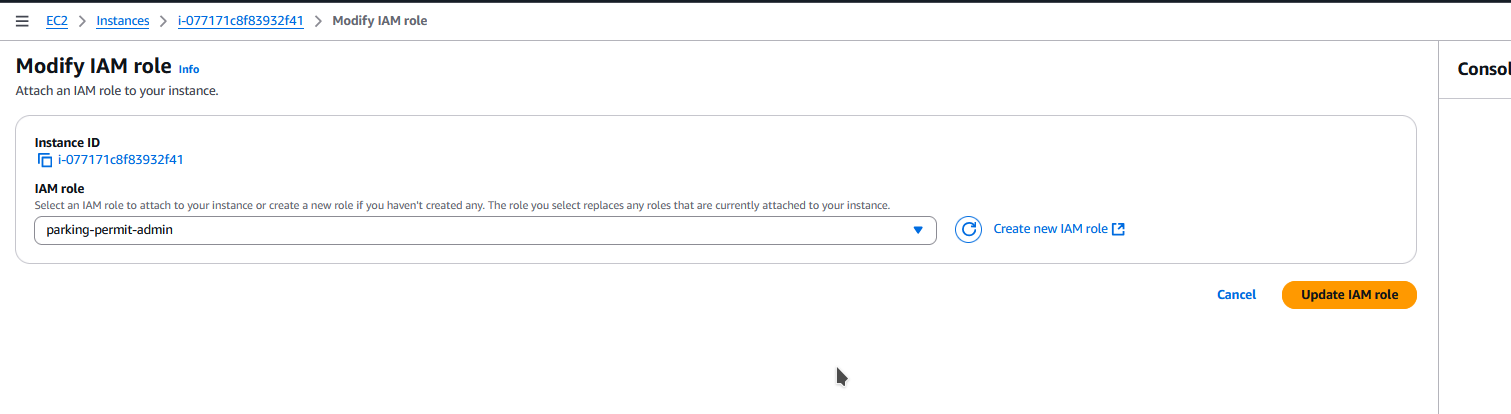 EC2 > Instances > i-077171c8f83932f41 > Modify IAM role
Modify IAM role Info
Attach an IAM role to your instance.
Instance ID
i-077171c8f83932f41
IAM role
Select an IAM role to attach to your instance or create a new role if you haven't created any. The role you select replaces any roles that are currently attached to your instance.
parking-permit-admin
Create new IAM role
Cancel
Update IAM role
Consol